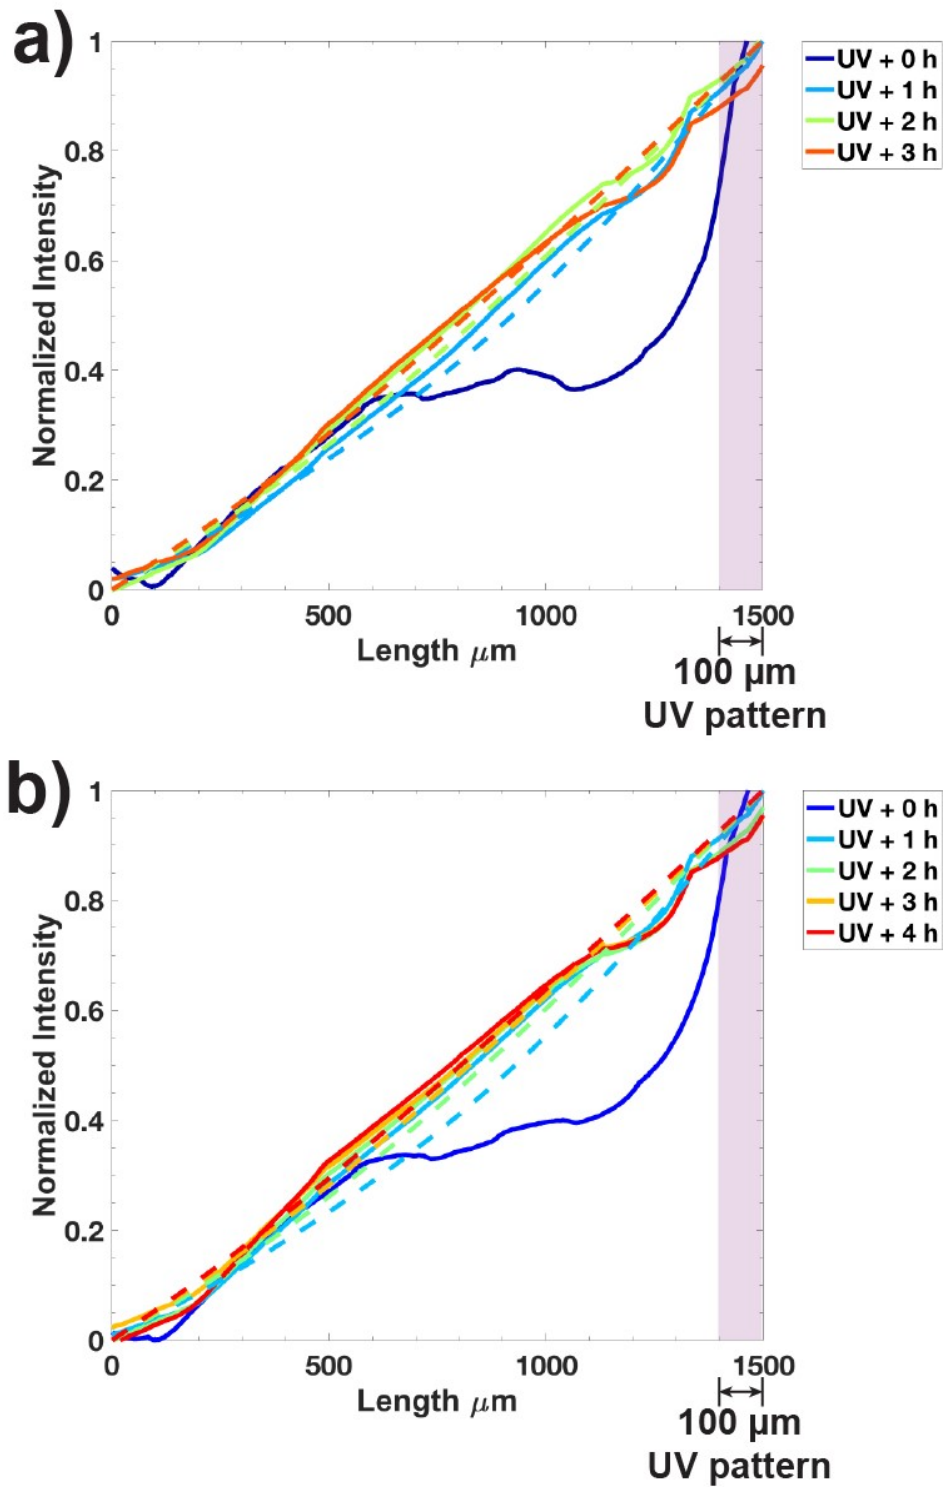 a)
UV + 0 h
UV + 1 h
UV + 2 h
UV + 3 h
1
0.8
0.6
0.4
0.2
0
Normalized Intensity
0 500 1000 1500
Length μm
100 μm
UV pattern
b)
UV + 0 h
UV + 1 h
UV + 2 h
UV + 3 h
UV + 4 h
1
0.8
0.6
0.4
0.2
0
Normalized Intensity
0 500 1000 1500
Length μm
100 μm
UV pattern